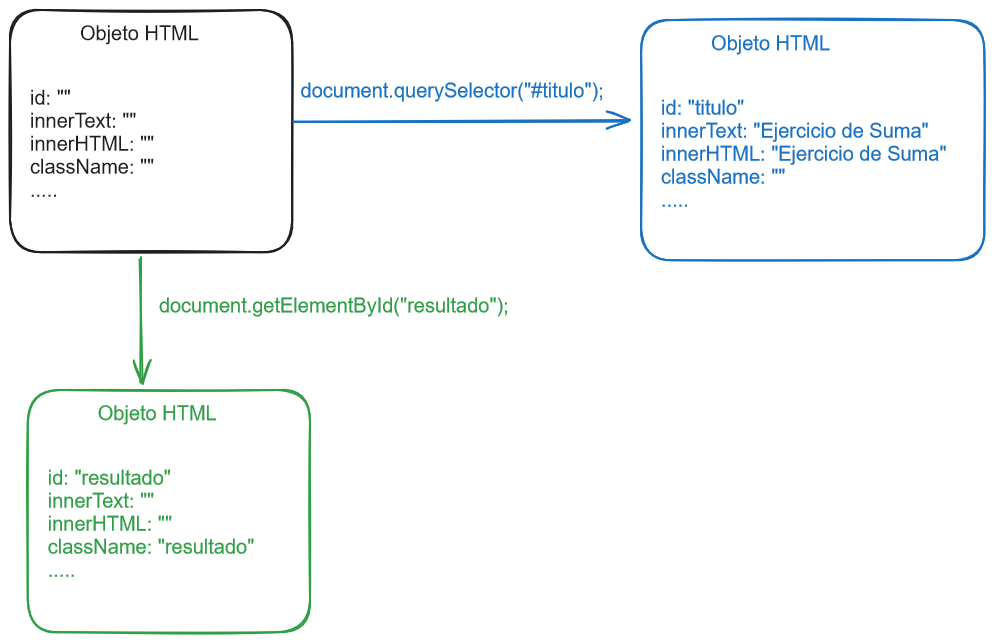 Objeto HTML
id: ""
innerText: ""
innerHTML: ""
className: ""
.....
document.querySelector("#titulo");
Objeto HTML
id: "titulo"
innerText: "Ejercicio de Suma"
innerHTML: "Ejercicio de Suma"
className: ""
.....
document.getElementById("resultado");
Objeto HTML
id: "resultado"
innerText: ""
innerHTML: ""
className: "resultado"
.....